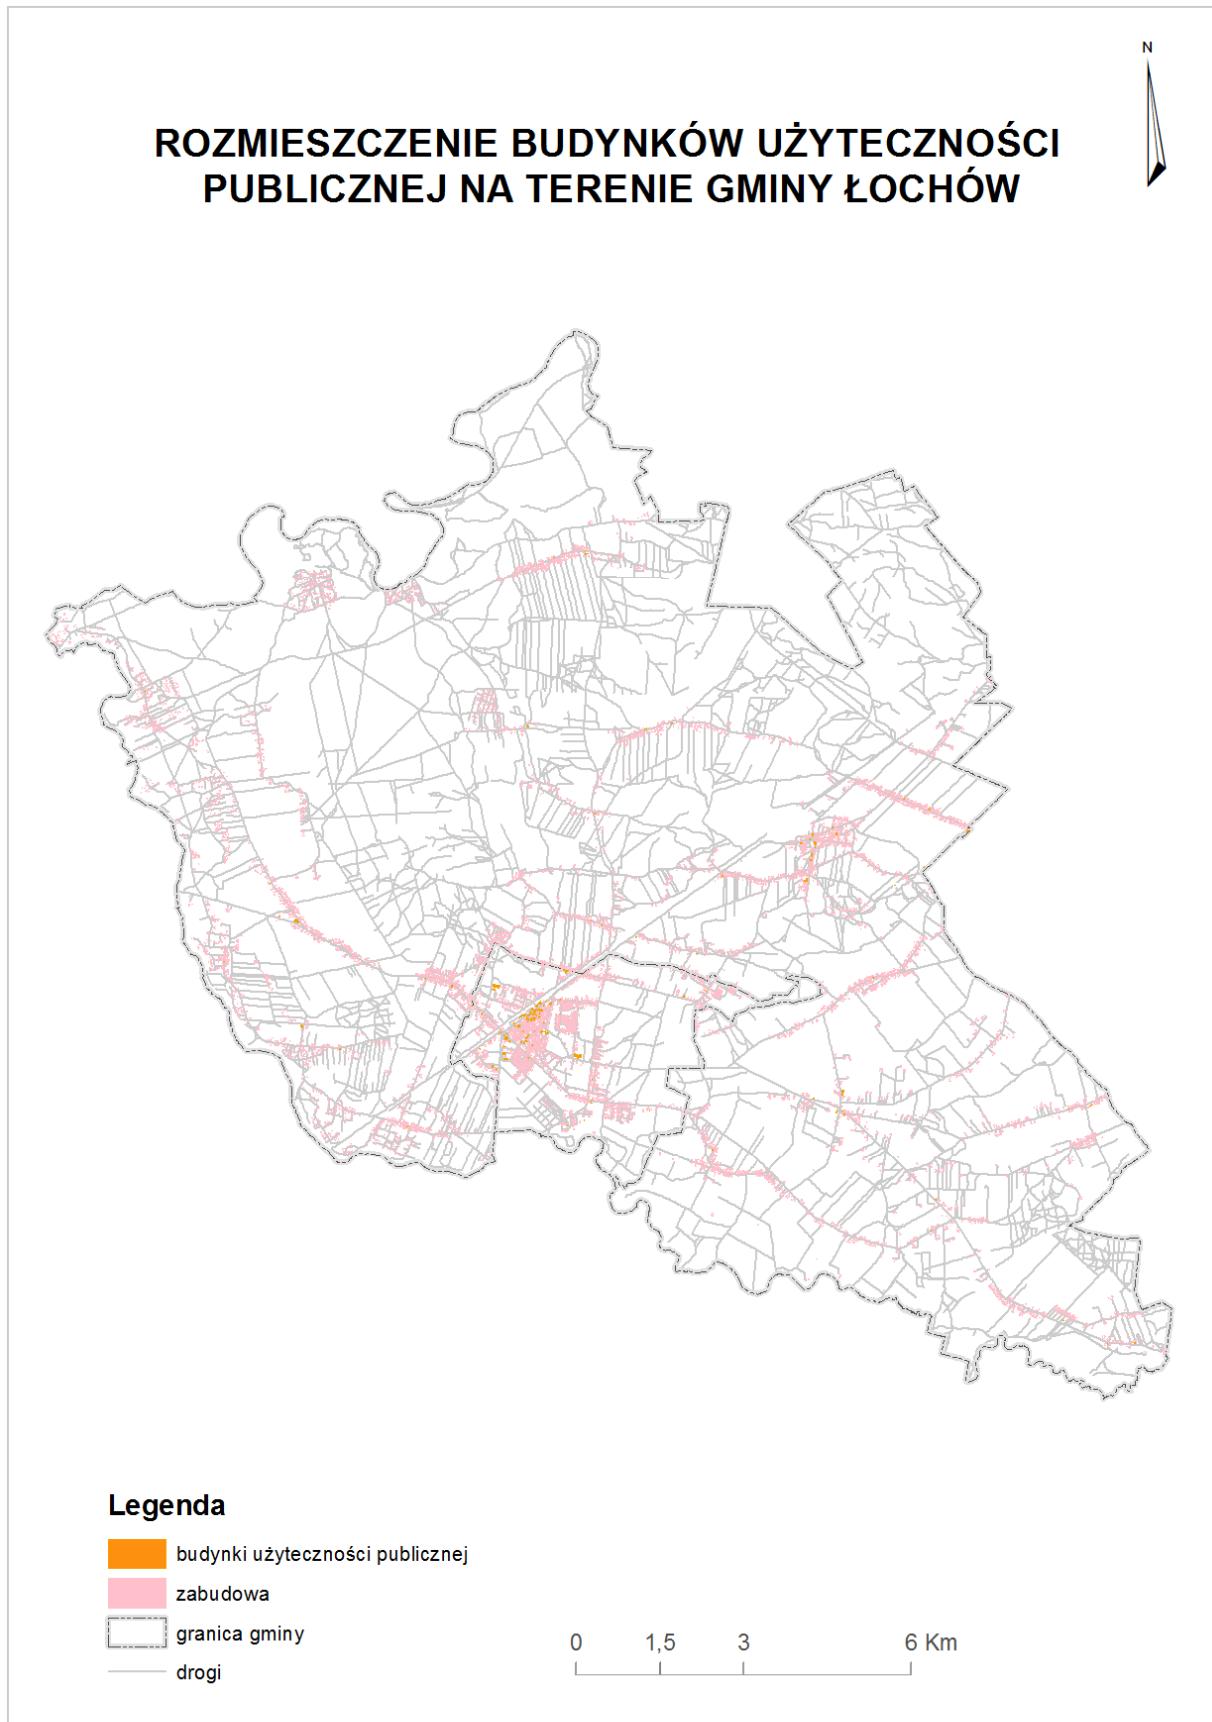 N
ROZMIESZCZENIE BUDYNKÓW UŻYTECZNOŚCI
PUBLICZNEJ NA TERENIE GMINY ŁOCHÓW
Legenda
budynki użyteczności publicznej
zabudowa
granica gminy
drogi
0 1,5 3 6 Km